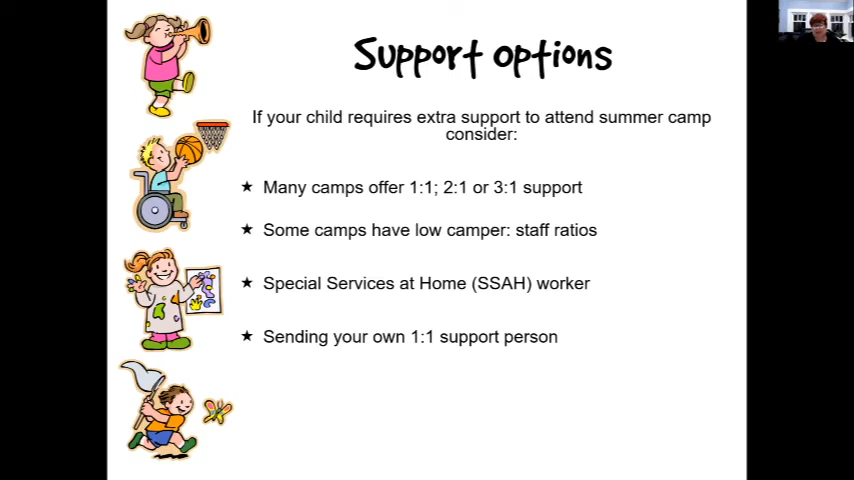 Support options
If your child requires extra support to attend summer camp
consider:
★ Many camps offer 1:1; 2:1 or 3:1 support
★ Some camps have low camper: staff ratios
★ Special Services at Home (SSAH) worker
★ Sending your own 1:1 support person